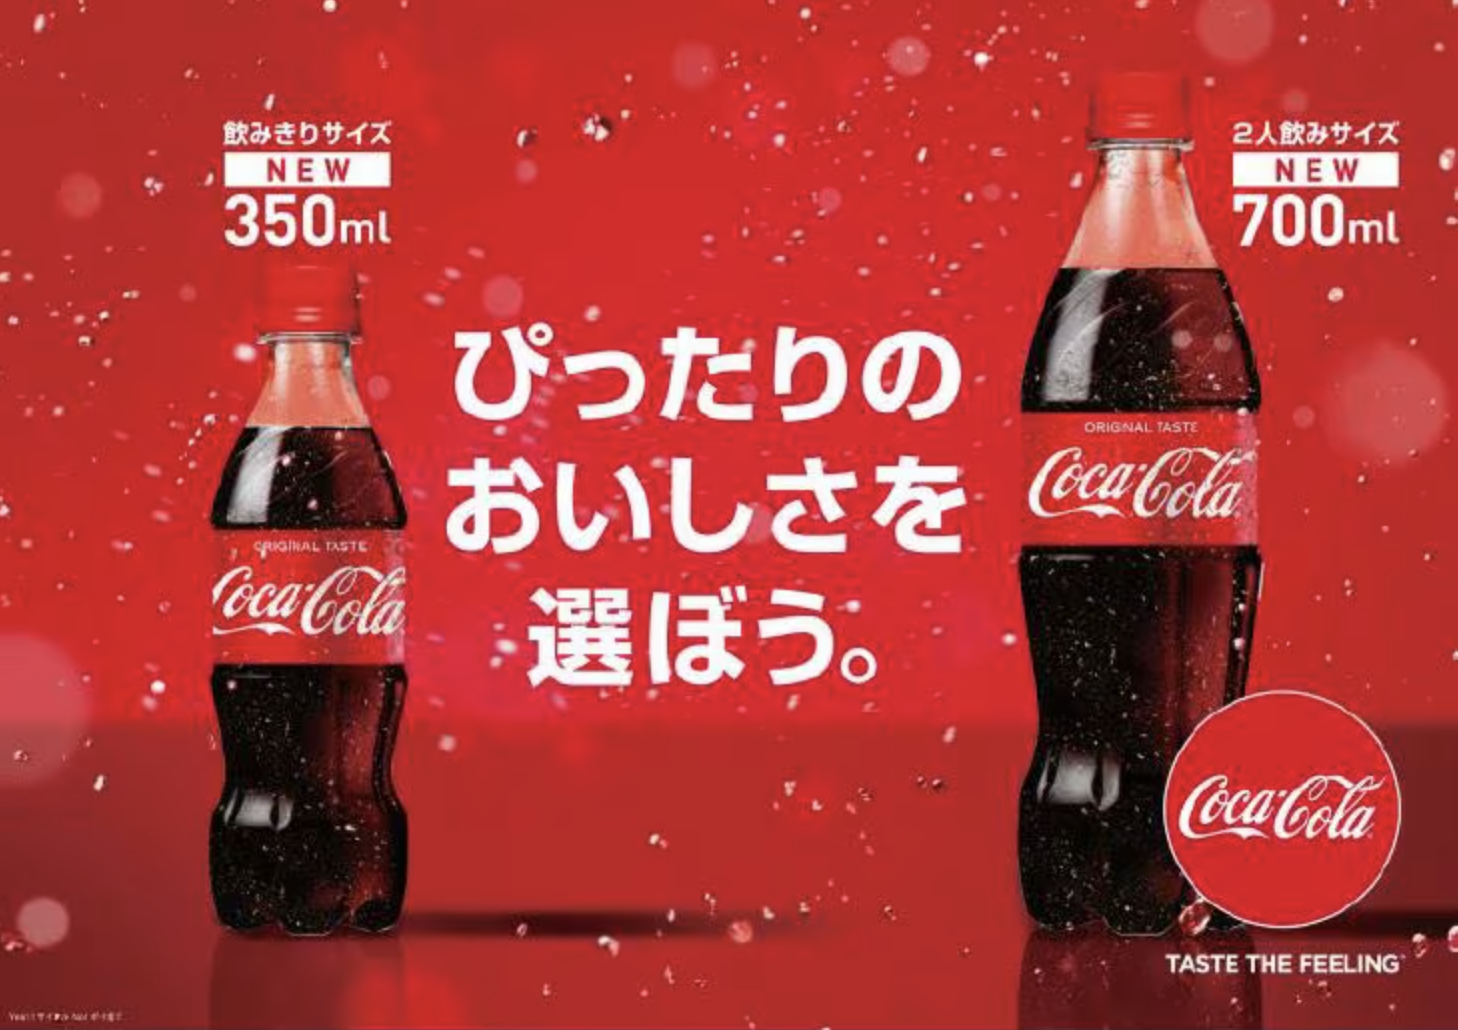 飲みきりサイズ
NEW
350ml
2人飲みサイズ
NEW
700ml
ぴったりの
おいしさを
選ぼう。
ORIGINAL TASTE
Coca-Cola
ORIGINAL TASTE
Coca-Cola
Coca-Cola
TASTE THE FEELING